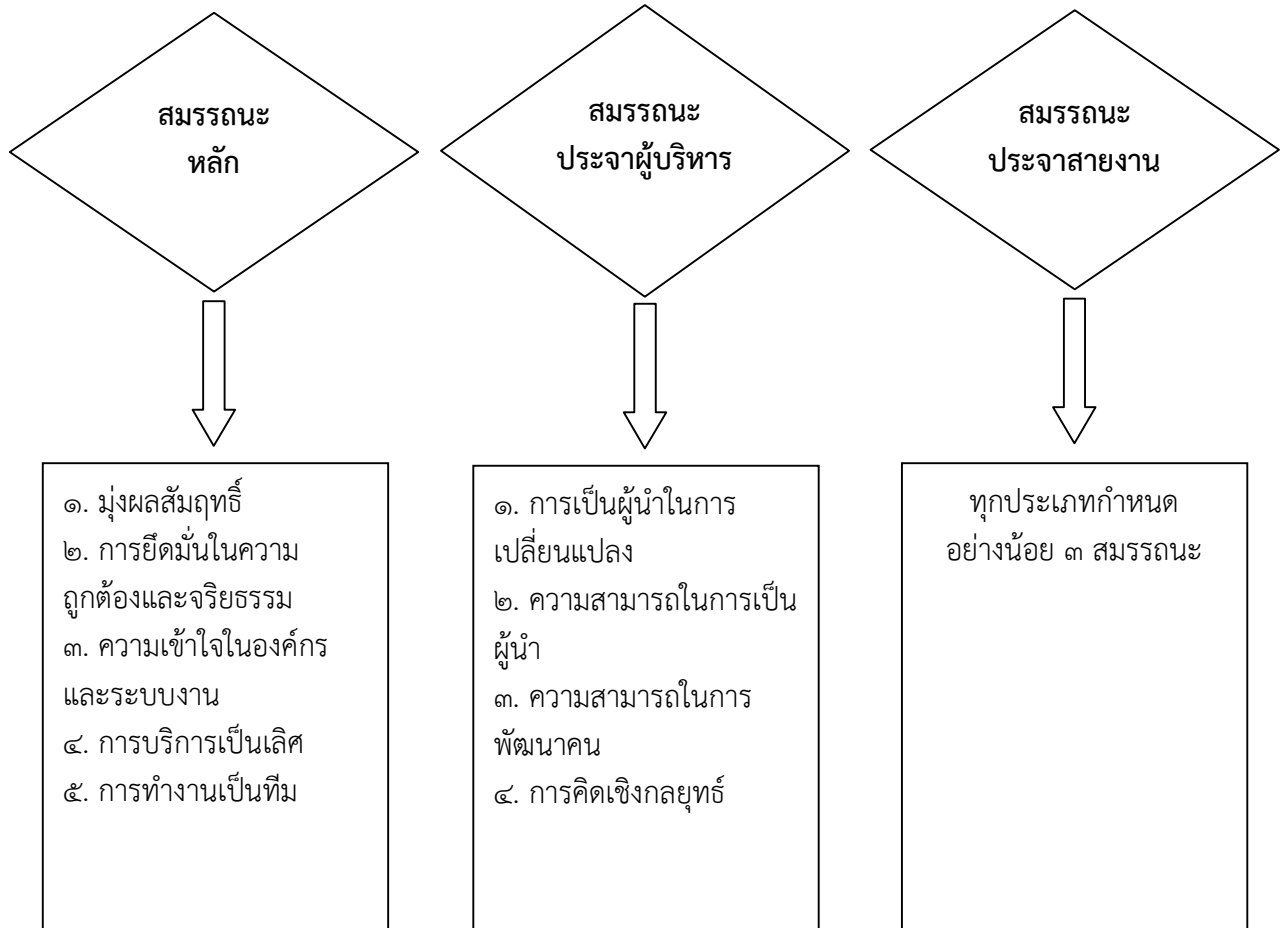 สมรรถนะ
หลัก
สมรรถนะ
ประจาผู้บริหาร
สมรรถนะ
ประจาสายงาน
๑. มุ่งผลสัมฤทธิ์
๒. การยึดมั่นในความ
ถูกต้องและจริยธรรม
๓. ความเข้าใจในองค์กร
และระบบงาน
๔. การบริการเป็นเลิศ
๕. การทำงานเป็นทีม
๑. การเป็นผู้นำในการ
เปลี่ยนแปลง
๒. ความสามารถในการเป็น
ผู้นำ
๓. ความสามารถในการ
พัฒนาคน
๔. การคิดเชิงกลยุทธ์
ทุกประเภทกำหนด
อย่างน้อย ๓ สมรรถนะ